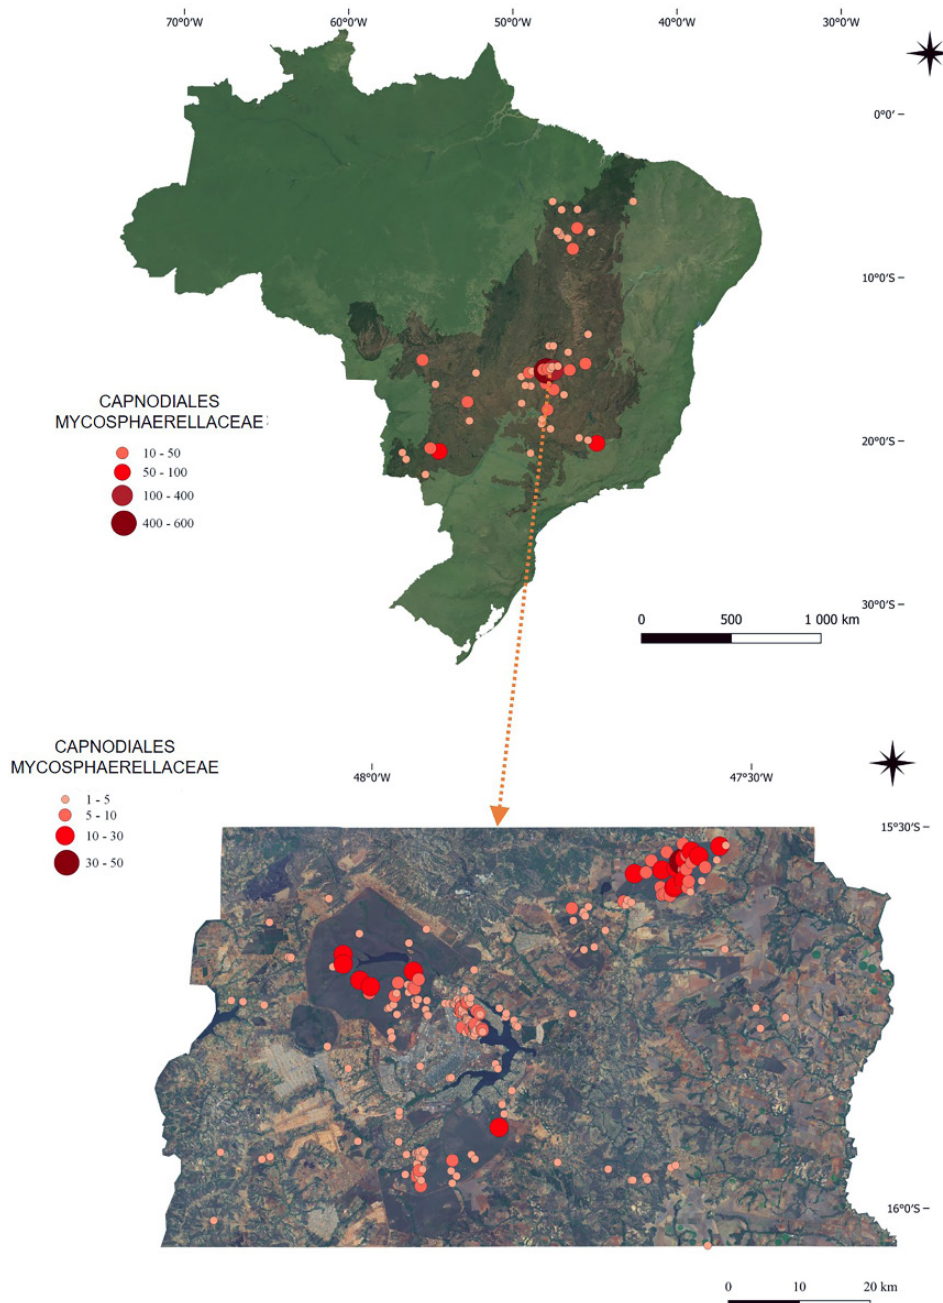 70°0'W 60°0'W 50°0'W 40°0'W 30°0'W
0°0'
10°0'S
20°0'S
30°0'S
CAPNODIALES
MYCOSPHAERELLACEAE:
10 - 50
50 - 100
100 - 400
400 - 600
0 500 1 000 km
CAPNODIALES
MYCOSPHAERELLACEAE
1 - 5
5 - 10
10 - 30
30 - 50
48°0'W 47°30'W
15°30'S
16°0'S
0 10 20 km